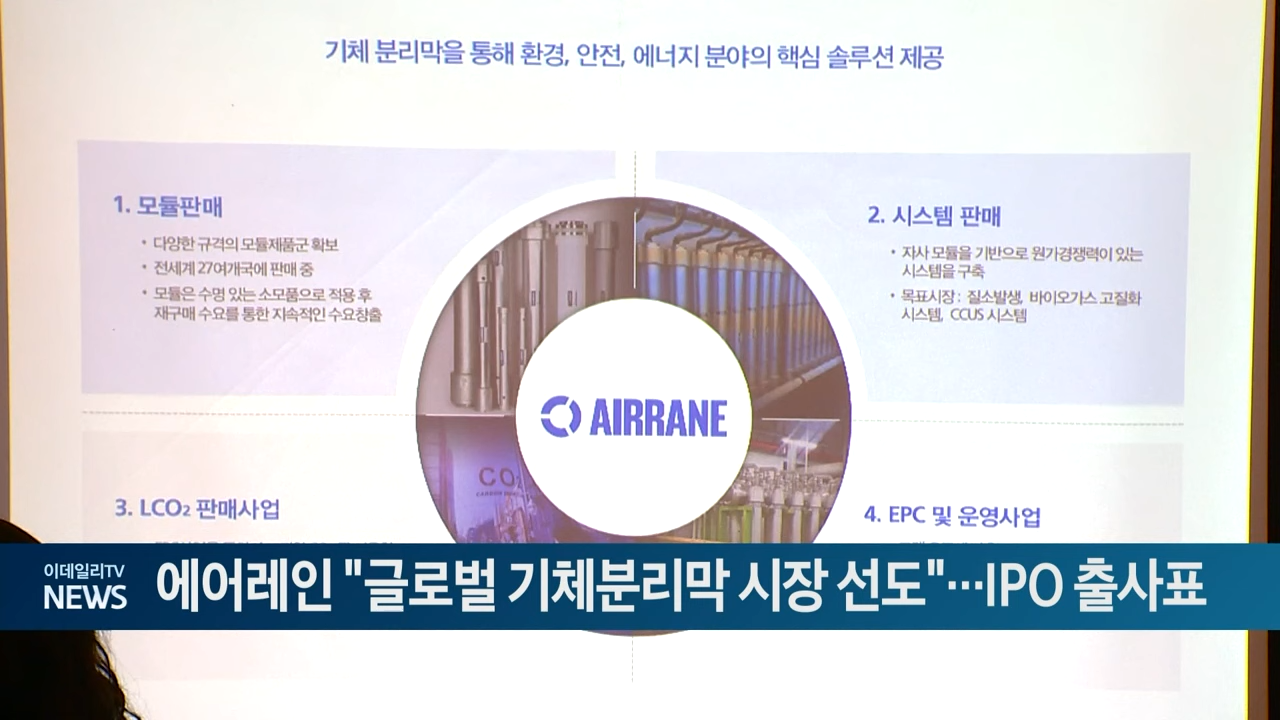 기체 분리막을 통해 환경, 안전, 에너지 분야의 핵심 솔루션 제공
1. 모듈판매
• 다양한 규격의 모듈제품군 확보
• 전세계 27여개국에 판매 중
• 모듈은 수명 있는 소모품으로 적용 후
재구매 수요를 통한 지속적인 수요창출
2. 시스템 판매
• 자사 모듈을 기반으로 원가경쟁력이 있는
시스템을 구축
• 목표시장 : 질소발생, 바이오가스 고질화
시스템, CCUS 시스템
AIRRANE
CO₂
3. LCO₂ 판매사업
4. EPC 및 운영사업
이데일리TV
NEWS
에어레인 "글로벌 기체분리막 시장 선도"…IPO 출사표